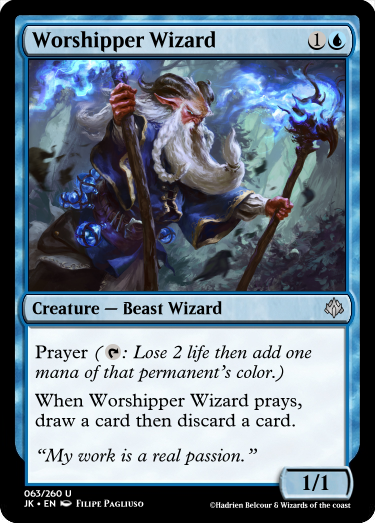 Worshipper Wizard 1
Creature — Beast Wizard
Prayer ( : Lose 2 life then add one
mana of that permanent's color.)
When Worshipper Wizard prays,
draw a card then discard a card.
“My work is a real passion.”
1/1
063/260 U
JK • EN Filipe Pagliuso
©Hadrien Belcour & Wizards of the coast